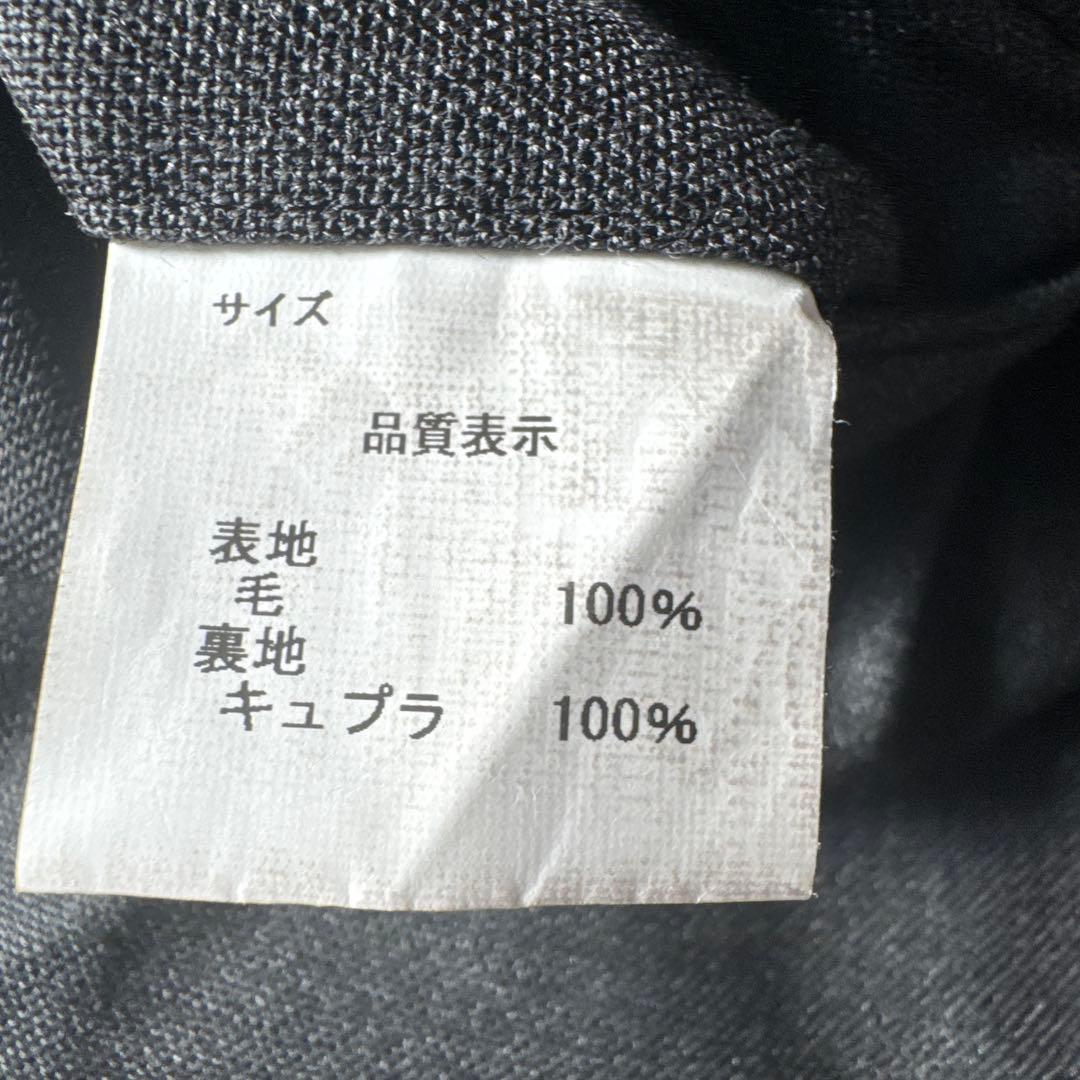 サイズ
品質表示
表地
毛 100%
裏地
キュプラ 100%